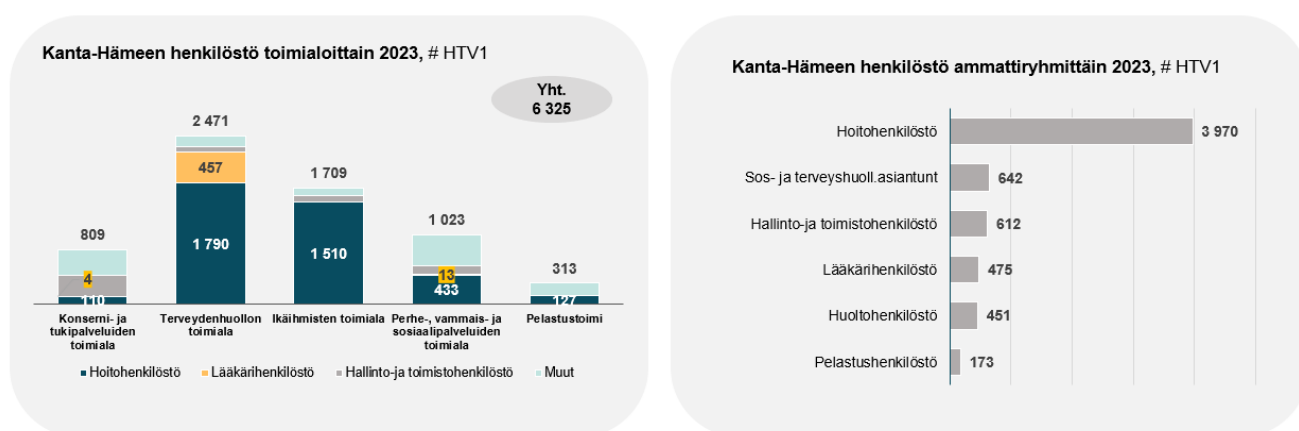 Kanta-Hämeen henkilöstö toimialoittain 2023, # HTV1
Yht.
6 325
809
4
110
2 471
457
1 790
1 709
1 510
1 023
13
433
313
127
Konserni- ja
tukipalveluiden
toimiala
Terveydenhuollon
toimiala
Ikäihmisten toimiala
Perhe-, vammais- ja
sosiaalipalveluiden
toimiala
Pelastustoimi
Hoitohenkilöstö
Lääkärihenkilöstö
Hallinto-ja toimistohenkilöstö
Muut
Kanta-Hämeen henkilöstö ammattiryhmittäin 2023, # HTV1
Hoitohenkilöstö 3 970
Sos- ja terveyshuoll.asiantunt 642
Hallinto-ja toimistohenkilöstö 612
Lääkärihenkilöstö 475
Huoltohenkilöstö 451
Pelastushenkilöstö 173